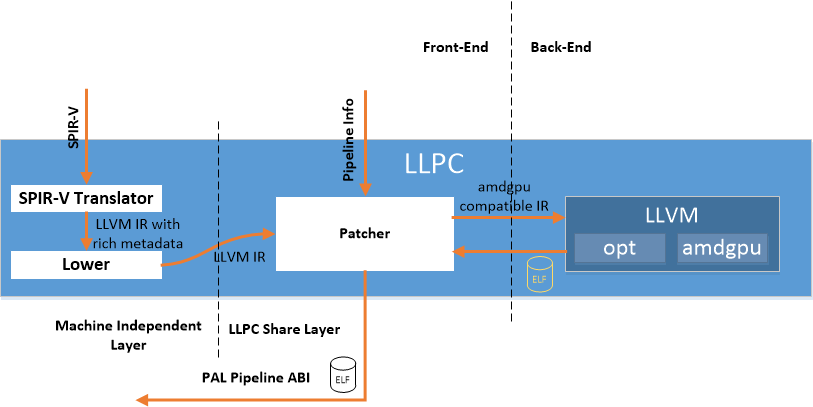 Front-End
Back-End
SPIR-V
Pipeline Info
LLPC
SPIR-V Translator
LLVM IR with
rich metadata
Lower
LLVM IR
Patcher
amdgpu
compatible IR
LLVM
opt
amdgpu
ELF
Machine Independent
Layer
LLPC Share Layer
PAL Pipeline ABI
ELF